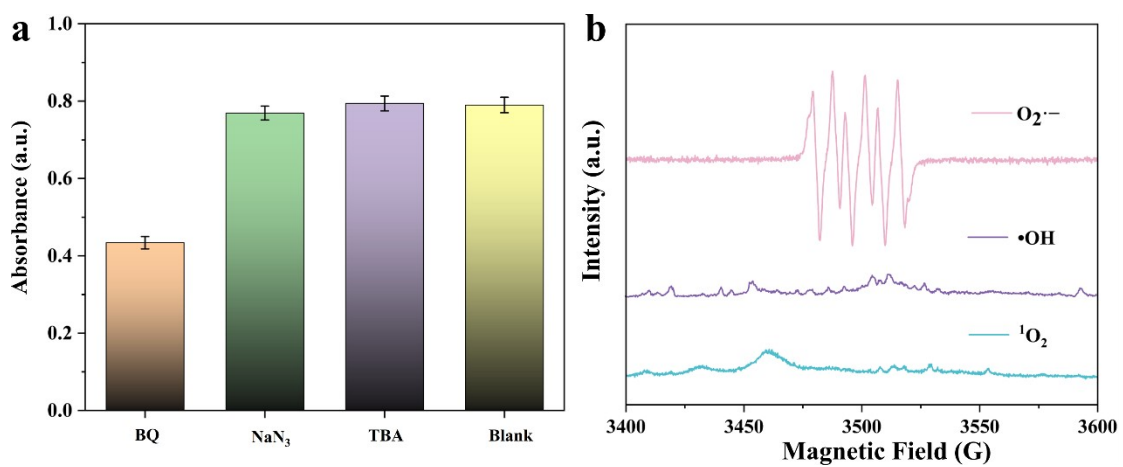 a
Absorbance (a.u.)
1.0
0.8
0.6
0.4
0.2
0.0
BQ NaN₃ TBA Blank
b
Intensity (a.u.)
O₂·−
•OH
¹O₂
3400 3450 3500 3550 3600
Magnetic Field (G)